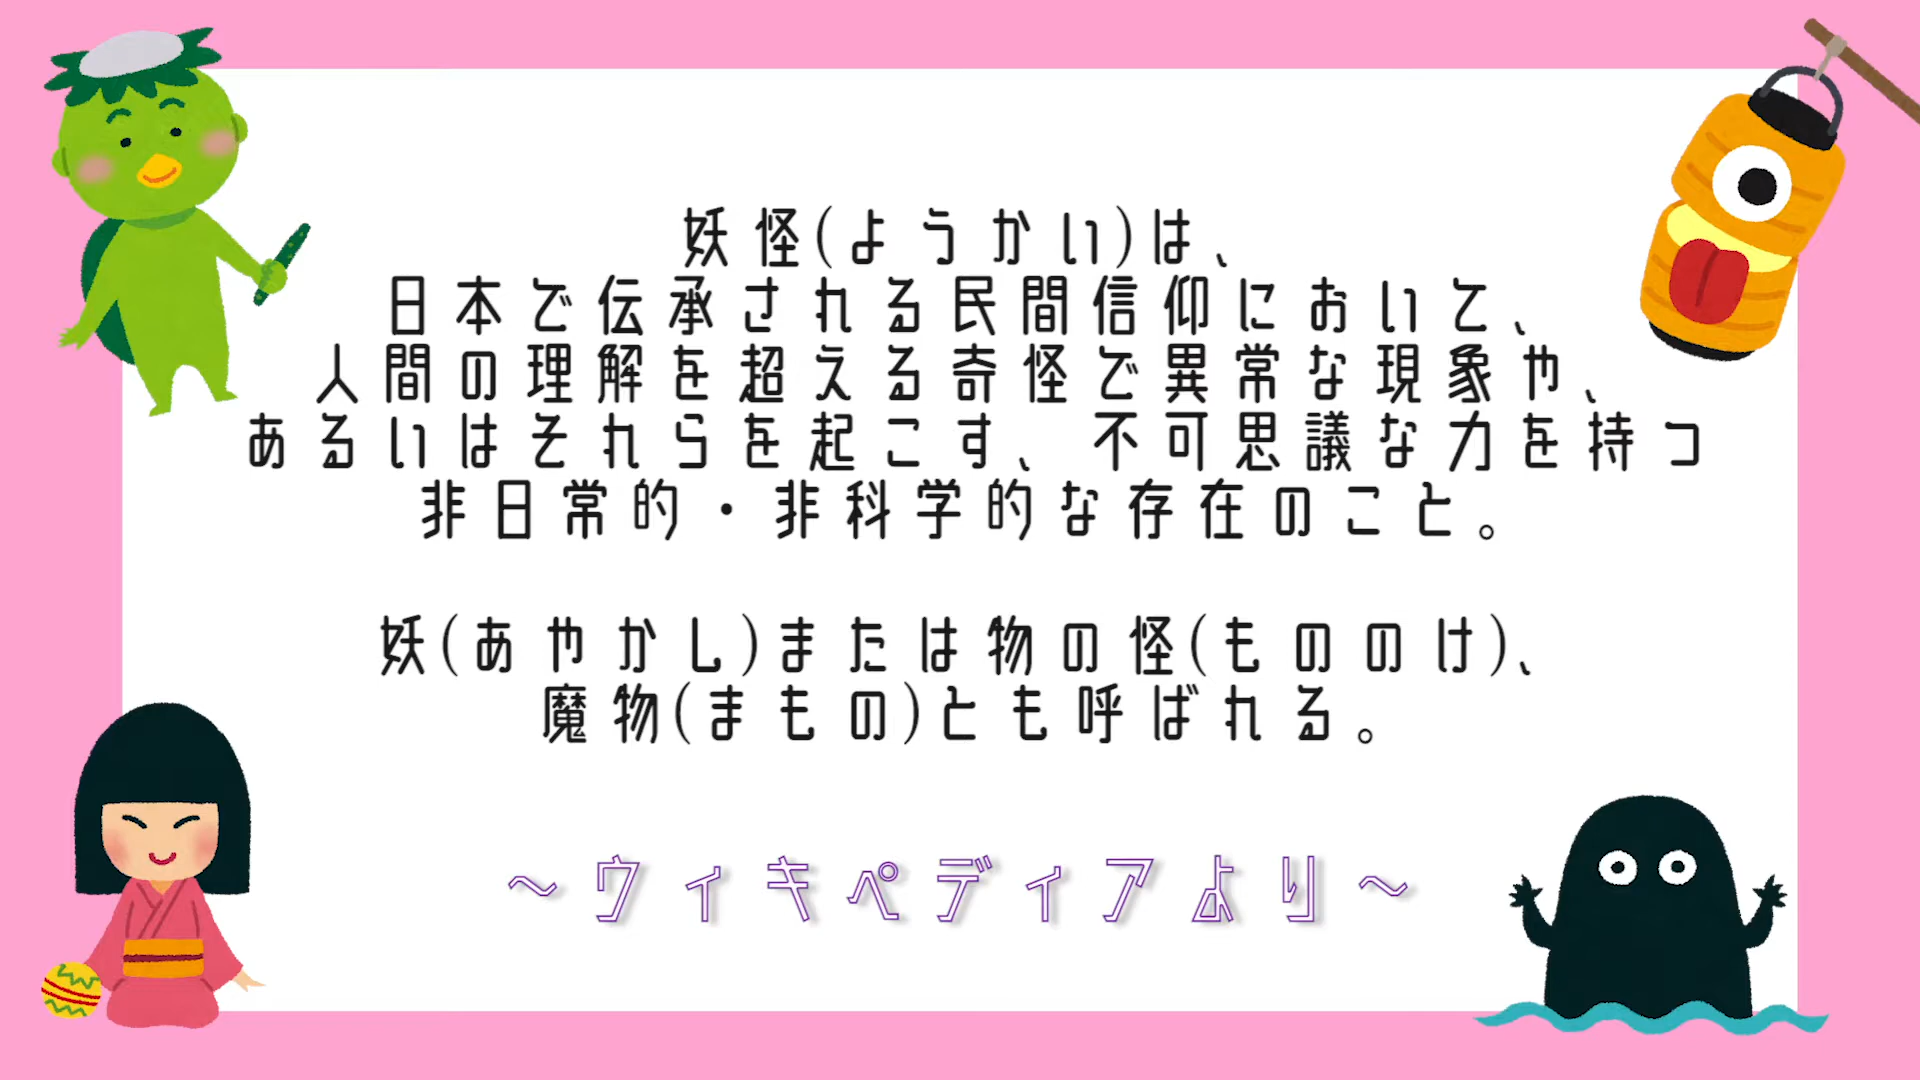 妖怪(ようかい)は、
日本で伝承される民間信仰において、
人間の理解を超える奇怪で異常な現象や、
あるいはそれらを起こす、不可思議な力を持つ
非日常的・非科学的な存在のこと。
妖(あやかし)または物の怪(もののけ)、
魔物(まもの)とも呼ばれる。
～ウィキペディアより～